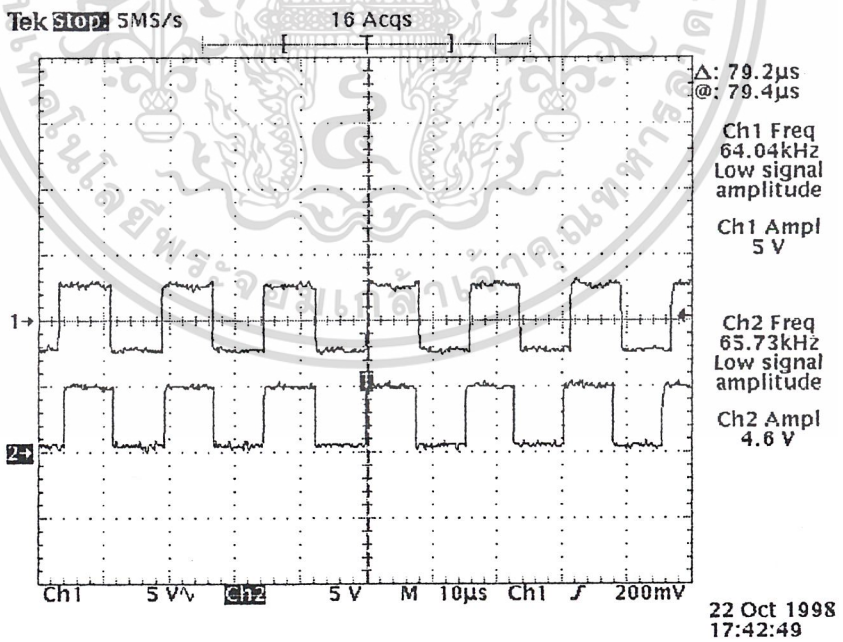 Tek Stop: 5MS/s
16 Acqs
Δ: 79.2µs
@: 79.4µs
Ch1 Freq
64.04kHz
Low signal
amplitude
Ch1 Ampl
5 V
1→
Ch2 Freq
65.73kHz
Low signal
amplitude
Ch2 Ampl
4.6 V
T
2→
Ch1 5 V∿ Ch2 5 V M 10µs Ch1 ƒ 200mV
22 Oct 1998
17:42:49